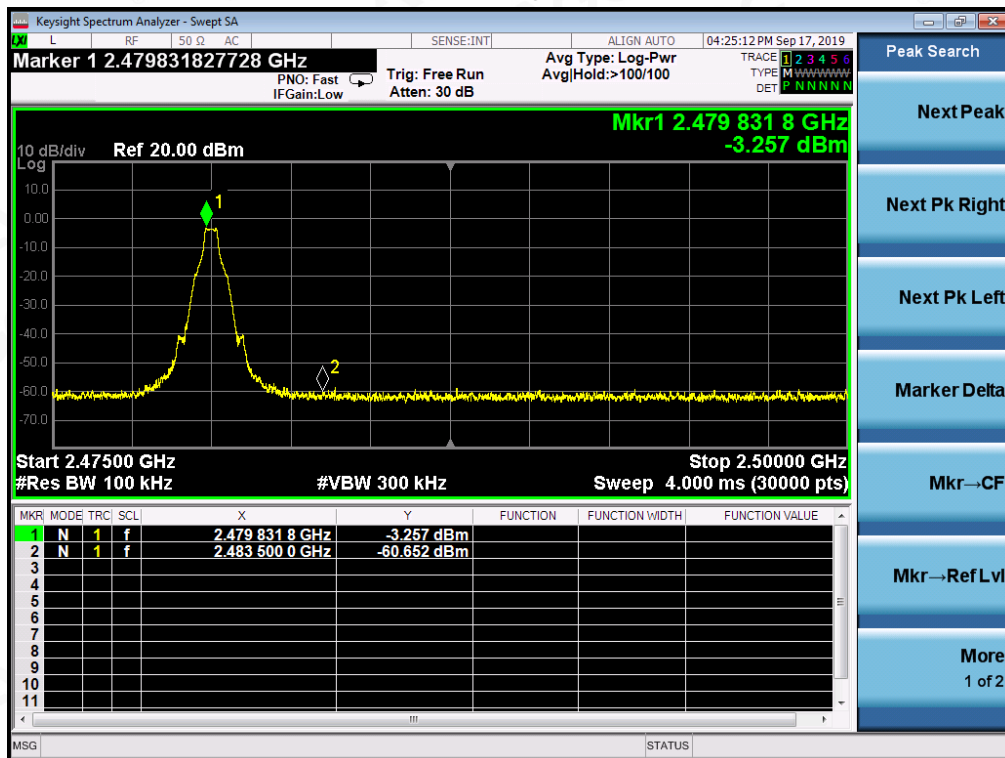 Keysight Spectrum Analyzer - Swept SA
LXI L RF 50 Ω AC SENSE:INT ALIGN AUTO 04:25:12 PM Sep 17, 2019
Marker 1 2.479831827728 GHz
PNO: Fast
IFGain:Low
Trig: Free Run
Atten: 30 dB
Avg Type: Log-Pwr
Avg|Hold:>100/100
TRACE 1 2 3 4 5 6
TYPE M WWWWW
DET P N N N N N
Mkr1 2.479 831 8 GHz
-3.257 dBm
10 dB/div Ref 20.00 dBm
Log
10.0
0.00
-10.0
-20.0
-30.0
-40.0
-50.0
-60.0
-70.0
1
2
Start 2.47500 GHz Stop 2.50000 GHz
#Res BW 100 kHz #VBW 300 kHz Sweep 4.000 ms (30000 pts)
MKR MODE TRC SCL X Y FUNCTION FUNCTION WIDTH FUNCTION VALUE
1 N 1 f 2.479 831 8 GHz -3.257 dBm
2 N 1 f 2.483 500 0 GHz -60.652 dBm
3
4
5
6
7
8
9
10
11
MSG STATUS
Peak Search
Next Peak
Next Pk Right
Next Pk Left
Marker Delta
Mkr→CF
Mkr→Ref Lvl
More
1 of 2